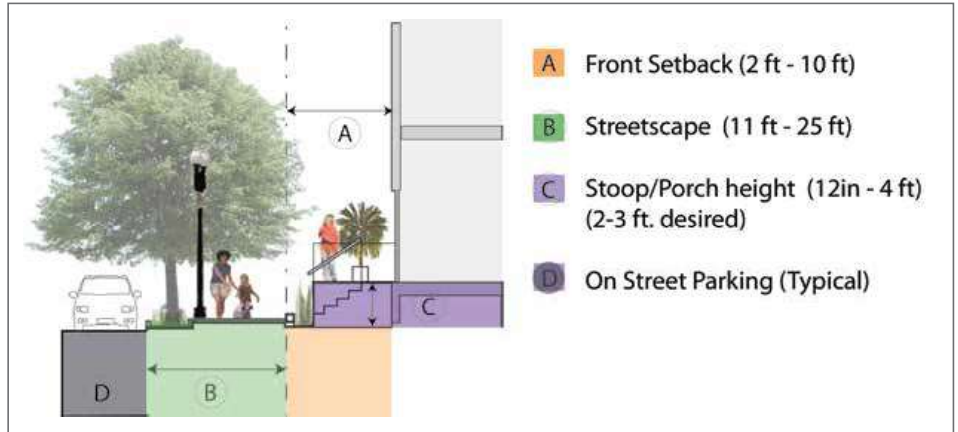 A
C
D
B
A Front Setback (2 ft - 10 ft)
B Streetscape (11 ft - 25 ft)
C Stoop/Porch height (12in - 4 ft)
(2-3 ft. desired)
D On Street Parking (Typical)